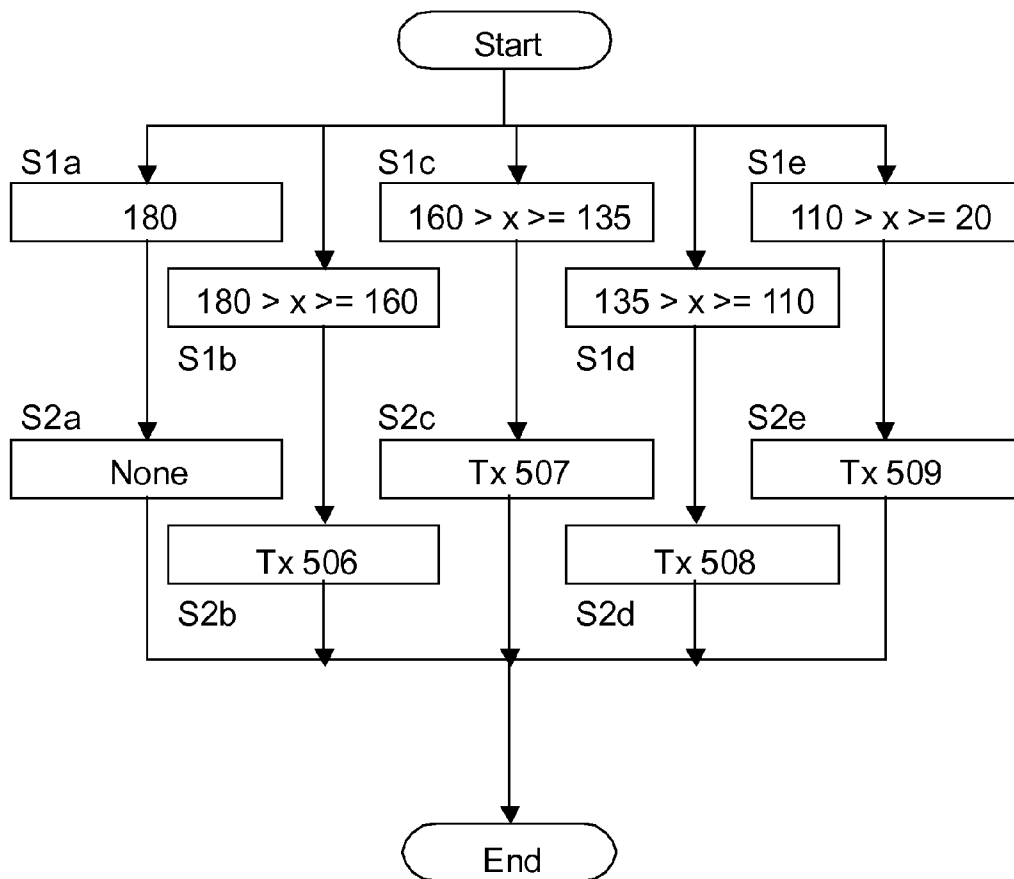 Start
S1a
S1c
S1e
180
160 > x >= 135
110 > x >= 20
180 > x >= 160
135 > x >= 110
S1b
S1d
S2a
S2c
S2e
None
Tx 507
Tx 509
Tx 506
Tx 508
S2b
S2d
End